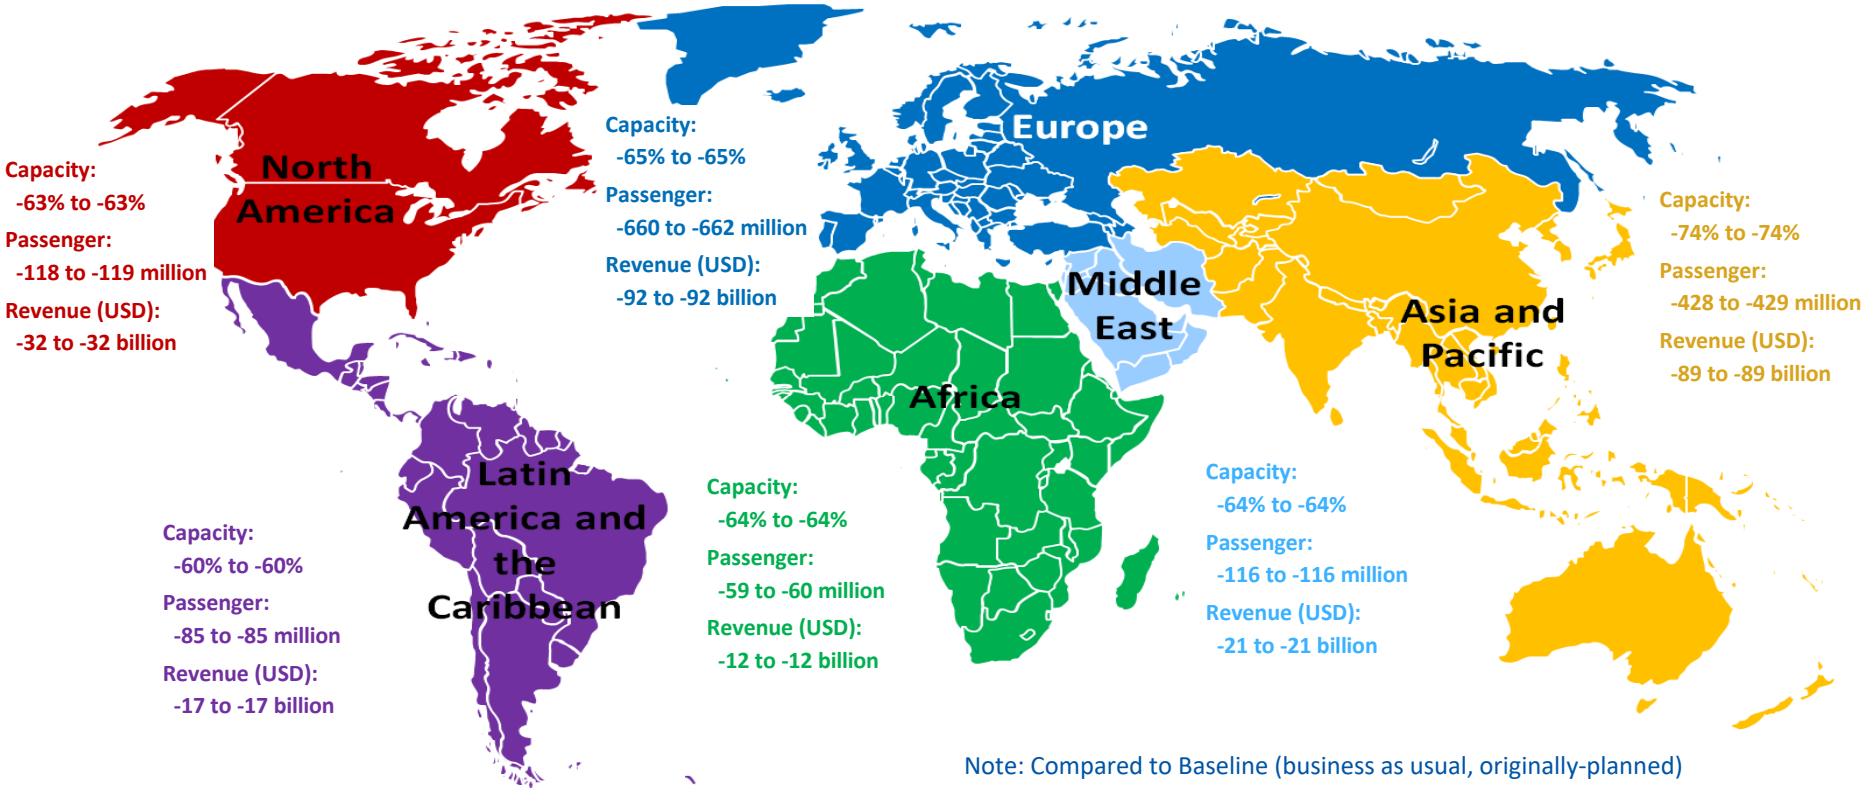 North
America
Capacity:
-63% to -63%
Passenger:
-118 to -119 million
Revenue (USD):
-32 to -32 billion
Capacity:
-65% to -65%
Passenger:
-660 to -662 million
Revenue (USD):
-92 to -92 billion
Europe
Middle
East
Asia and
Pacific
Capacity:
-74% to -74%
Passenger:
-428 to -429 million
Revenue (USD):
-89 to -89 billion
Africa
Latin
America and
the
Caribbean
Capacity:
-60% to -60%
Passenger:
-85 to -85 million
Revenue (USD):
-17 to -17 billion
Capacity:
-64% to -64%
Passenger:
-59 to -60 million
Revenue (USD):
-12 to -12 billion
Capacity:
-64% to -64%
Passenger:
-116 to -116 million
Revenue (USD):
-21 to -21 billion
Note: Compared to Baseline (business as usual, originally-planned)